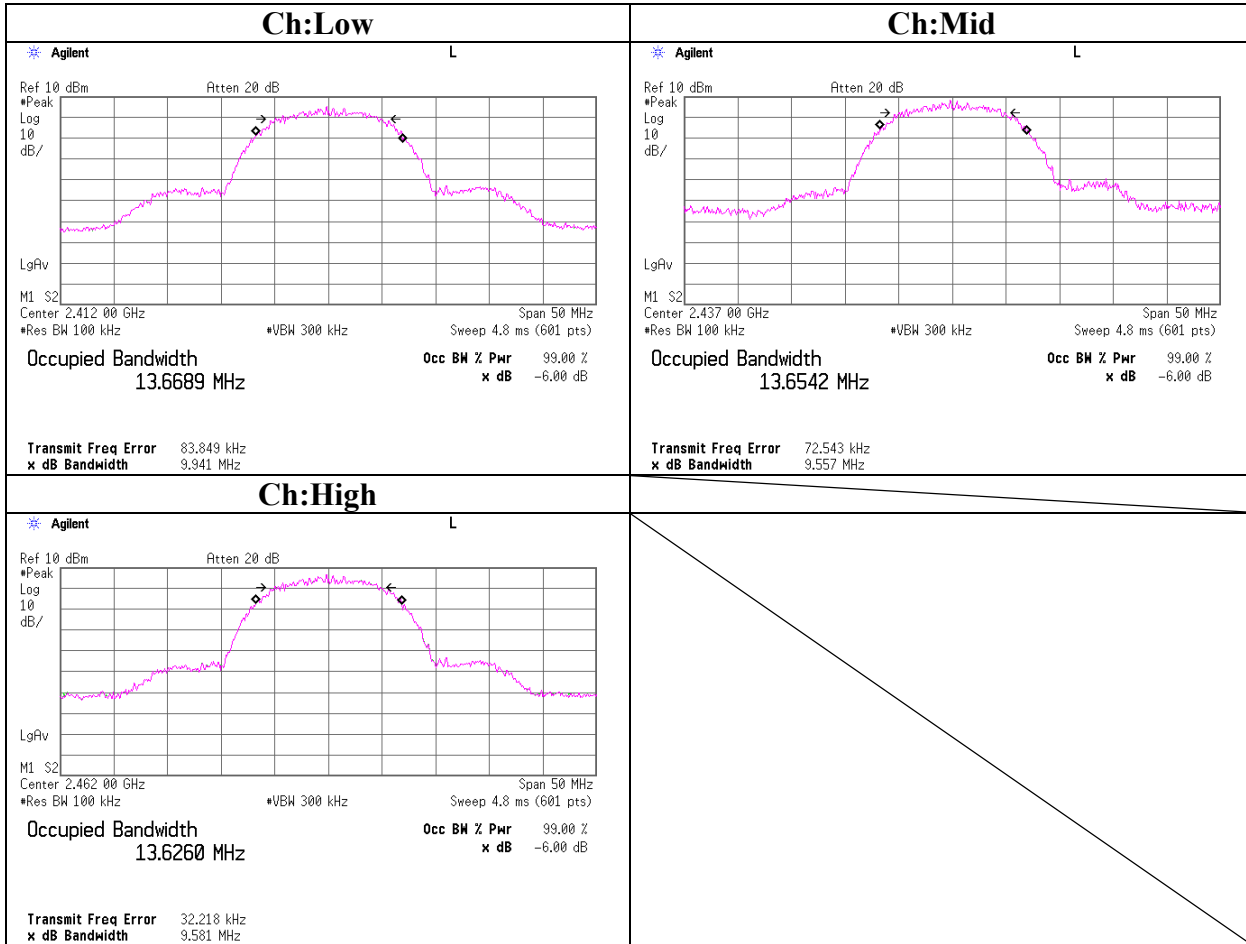 Ch:Low
Agilent
L
Ref 10 dBm Atten 20 dB
#Peak
Log
10
dB/
LgAv
M1 S2
Center 2.412 00 GHz Span 50 MHz
#Res BW 100 kHz #VBW 300 kHz Sweep 4.8 ms (601 pts)
Occupied Bandwidth Occ BW % Pwr 99.00 %
13.6689 MHz x dB -6.00 dB
Transmit Freq Error 83.849 kHz
x dB Bandwidth 9.941 MHz
Ch:Mid
Agilent
L
Ref 10 dBm Atten 20 dB
#Peak
Log
10
dB/
LgAv
M1 S2
Center 2.437 00 GHz Span 50 MHz
#Res BW 100 kHz #VBW 300 kHz Sweep 4.8 ms (601 pts)
Occupied Bandwidth Occ BW % Pwr 99.00 %
13.6542 MHz x dB -6.00 dB
Transmit Freq Error 72.543 kHz
x dB Bandwidth 9.557 MHz
Ch:High
Agilent
L
Ref 10 dBm Atten 20 dB
#Peak
Log
10
dB/
LgAv
M1 S2
Center 2.462 00 GHz Span 50 MHz
#Res BW 100 kHz #VBW 300 kHz Sweep 4.8 ms (601 pts)
Occupied Bandwidth Occ BW % Pwr 99.00 %
13.6260 MHz x dB -6.00 dB
Transmit Freq Error 32.218 kHz
x dB Bandwidth 9.581 MHz